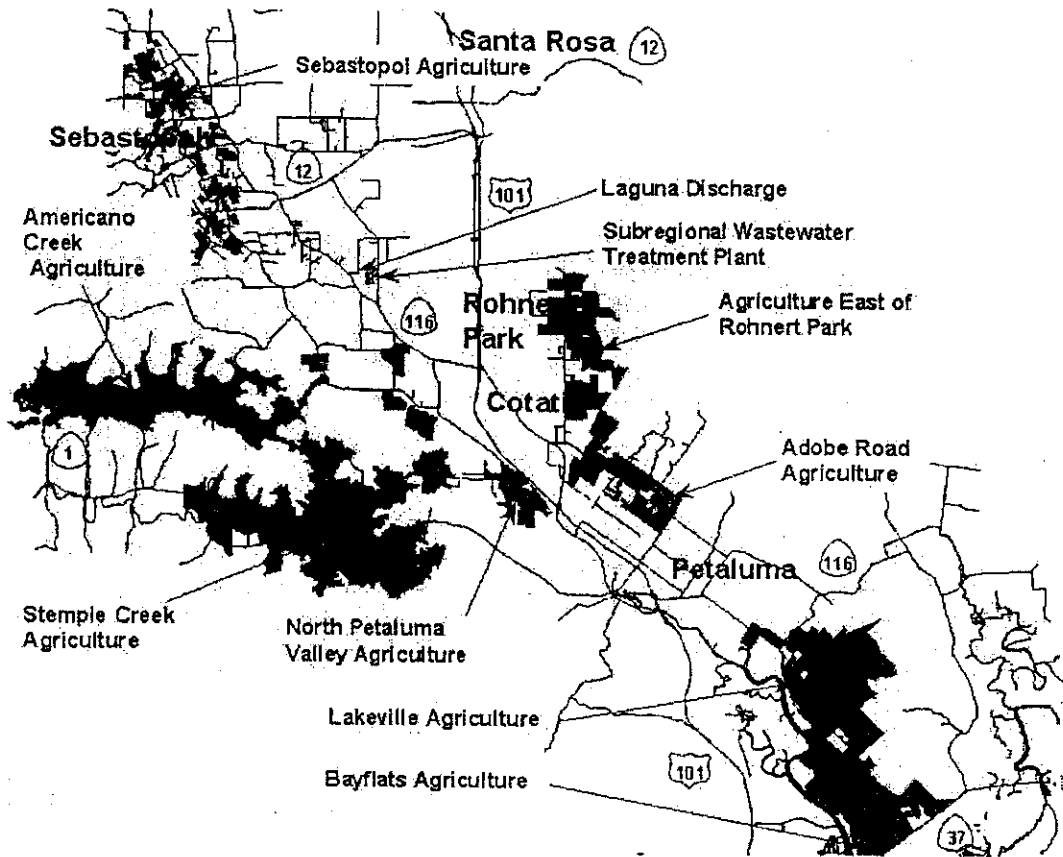 Santa Rosa
12
Sebastopol Agriculture
Sebastopol
12
101
Laguna Discharge
Americano
Creek
Agriculture
Subregional Wastewater
Treatment Plant
116
Rohne
Park
Agriculture East of
Rohnert Park
Cotat
1
Adobe Road
Agriculture
Petaluma
116
Stemple Creek
Agriculture
North Petaluma
Valley Agriculture
Lakeville Agriculture
101
Bayflats Agriculture
37